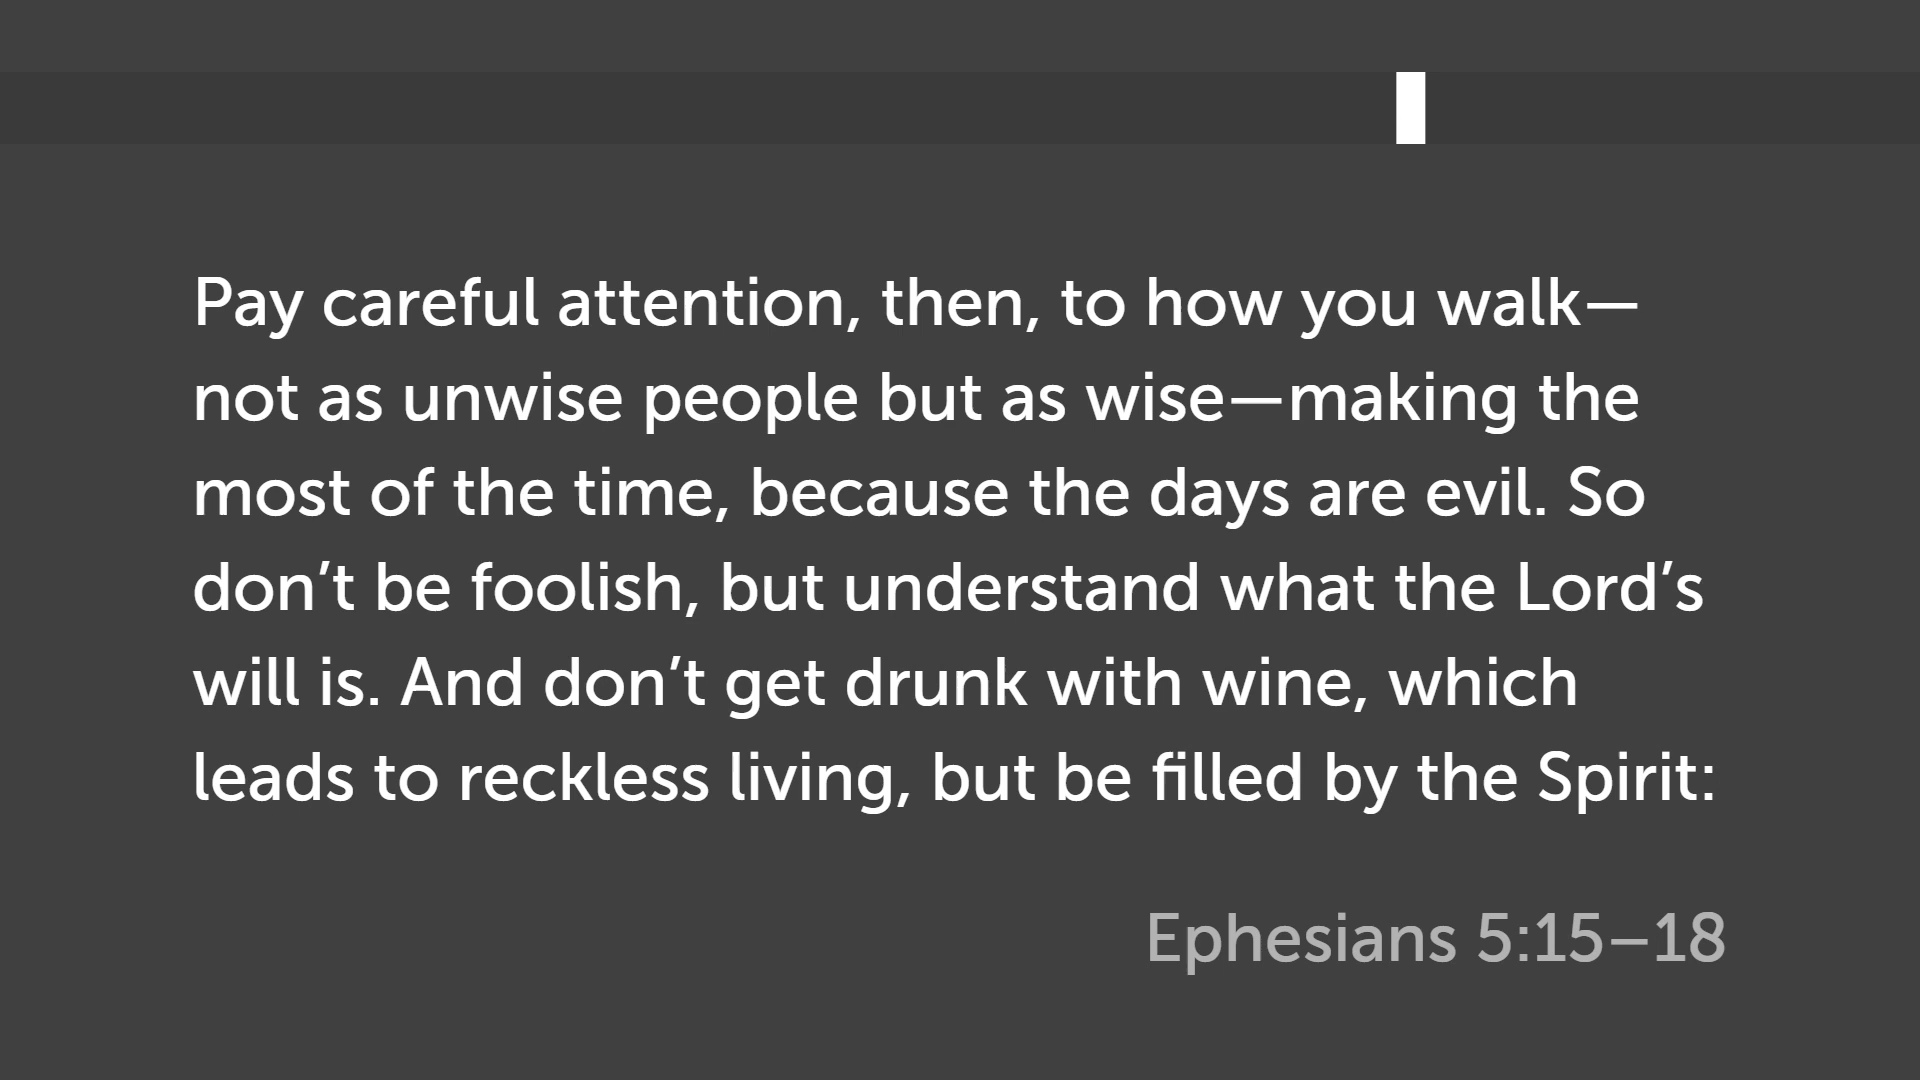 Pay careful attention, then, to how you walk—
not as unwise people but as wise—making the
most of the time, because the days are evil. So
don’t be foolish, but understand what the Lord’s
will is. And don’t get drunk with wine, which
leads to reckless living, but be filled by the Spirit:
Ephesians 5:15–18